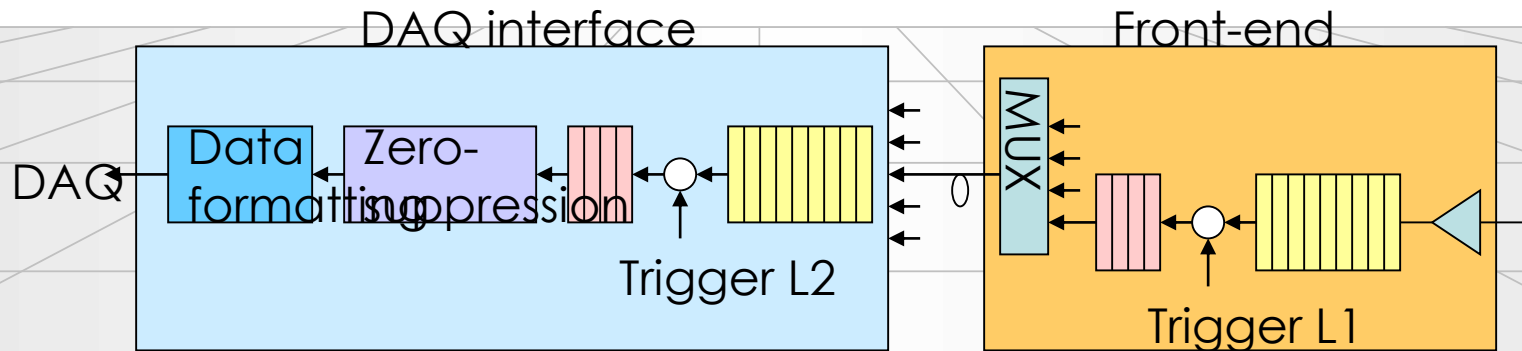 DAQ interface
Front-end
MUX
Data
formatting
Zero-
suppression
DAQ
Trigger L2
Trigger L1